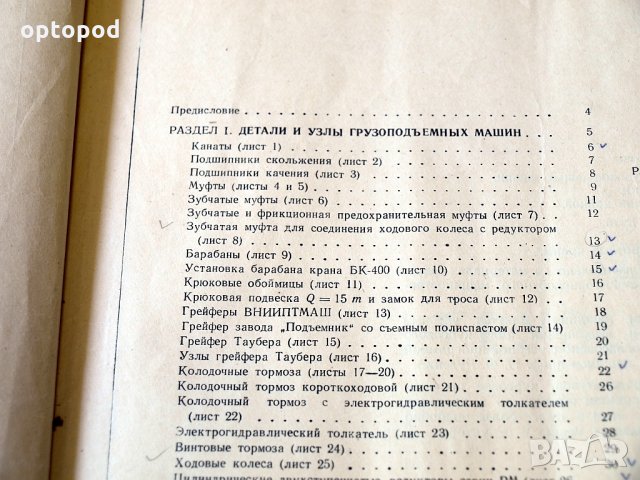 optopod
Предисловие . . . . . . . . . . 4
РАЗДЕЛ I. ДЕТАЛИ И УЗЛЫ ГРУЗОПОДЪЕМНЫХ МАШИН . . . 5
Канаты (лист 1) . . . . . . . . . . 6
Подшипники скольжения (лист 2) . . . . . . . 7
Подшипники качения (лист 3) . . . . . . . . 8
Муфты (листы 4 и 5) . . . . . . . . . 9
Зубчатые муфты (лист 6) . . . . . . . . . 11
Зубчатые и фрикционная предохранительная муфты (лист 7) . . 12
Зубчатая муфта для соединения ходового колеса с редуктором
(лист 8) . . . . . . . . . . 13
Барабаны (лист 9) . . . . . . . . . . 14
Установка барабана крана БК-400 (лист 10) . . . . . 15
Крюковые обоймицы (лист 11) . . . . . . . . 16
Крюковая подвеска Q = 15 т и замок для троса (лист 12) . . . 17
Грейферы ВНИИПТМАШ (лист 13) . . . . . . . 18
Грейфер завода „Подъемник" со съемным полиспастом (лист 14) 19
Грейфер Таубера (лист 15) . . . . . . . . . 20
Узлы грейфера Таубера (лист 16) . . . . . . . . 21
Колодочные тормоза (листы 17—20) . . . . . . . 22
Колодочный тормоз короткоходовой (лист 21) . . . . . 26
Колодочный тормоз с электрогидравлическим толкателем
(лист 22) . . . . . . . . . . 27
Электрогидравлический толкатель (лист 23) . . . . . 28
Винтовые тормоза (лист 24) . . . . . . . . 29
Ходовые колеса (лист 25) . . . . . . . . . 30
BAZAR